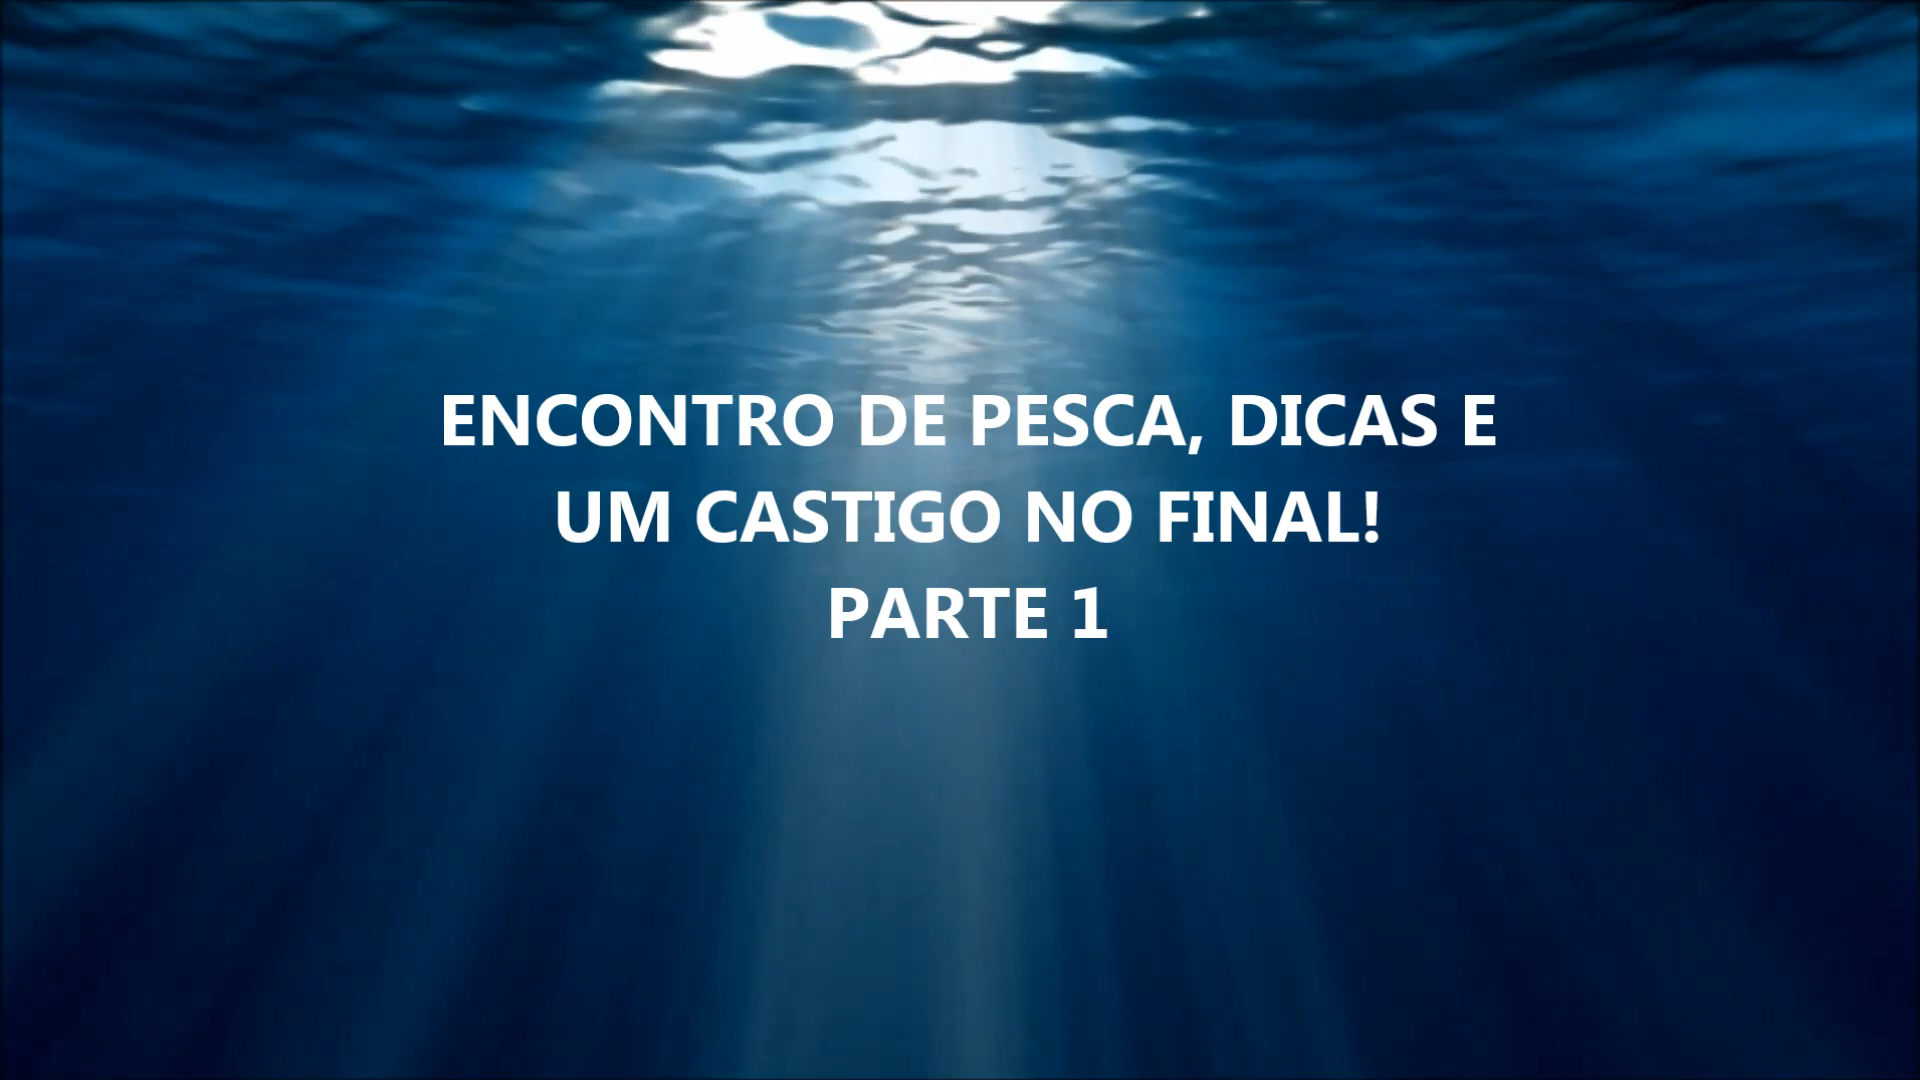 ENCONTRO DE PESCA, DICAS E
UM CASTIGO NO FINAL!
PARTE 1